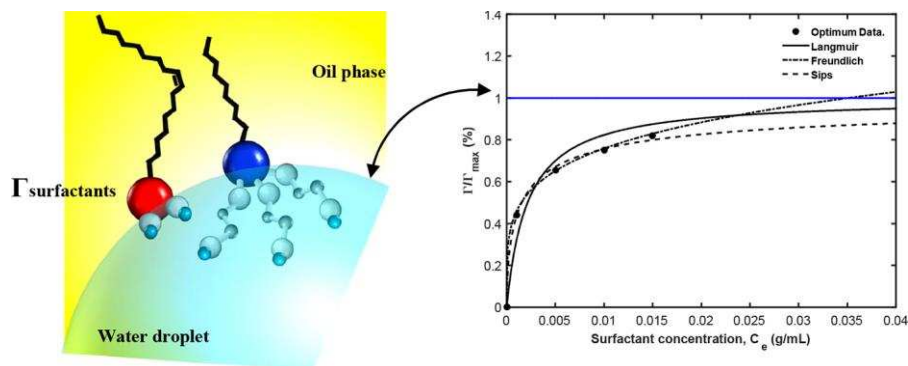 Oil phase
Γsurfactants
Water droplet
1.4
1.2
1
0.8
0.6
0.4
0.2
0
Γ/Γmax (%)
Optimum Data.
Langmuir
Freundlich
Sips
0 0.005 0.01 0.015 0.02 0.025 0.03 0.035 0.04
Surfactant concentration, C e (g/mL)